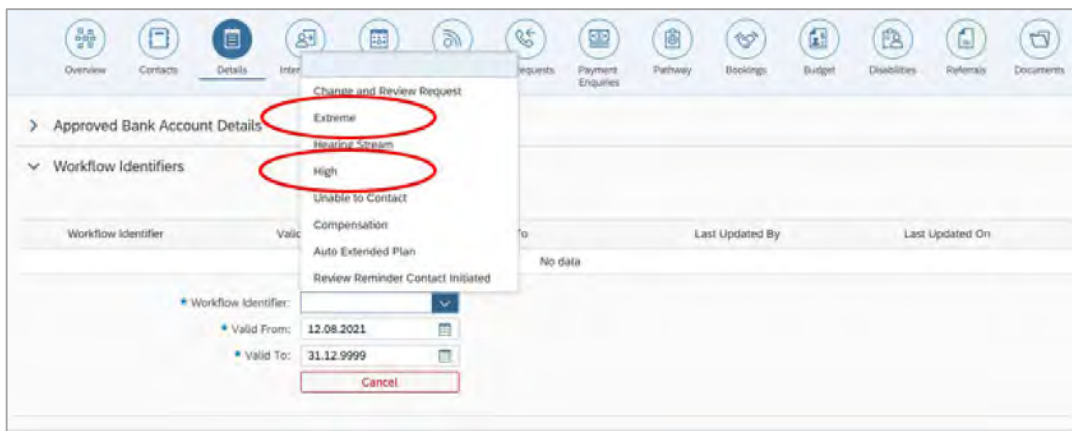 Overview
Contacts
Details
Inter
equests
Payment
Enquiries
Pathway
Bookings
Budget
Disabilities
Referrals
Documents
Change and Review Request
Approved Bank Account Details
Extreme
Hearing Stream
Workflow Identifiers
High
Unable to Contact
Compensation
Workflow Identifier
Valid
To
Last Updated By
Last Updated On
Auto Extended Plan
No data
Review Reminder Contact Initiated
* Workflow Identifier:
* Valid From: 12.08.2021
* Valid To: 31.12.9999
Cancel